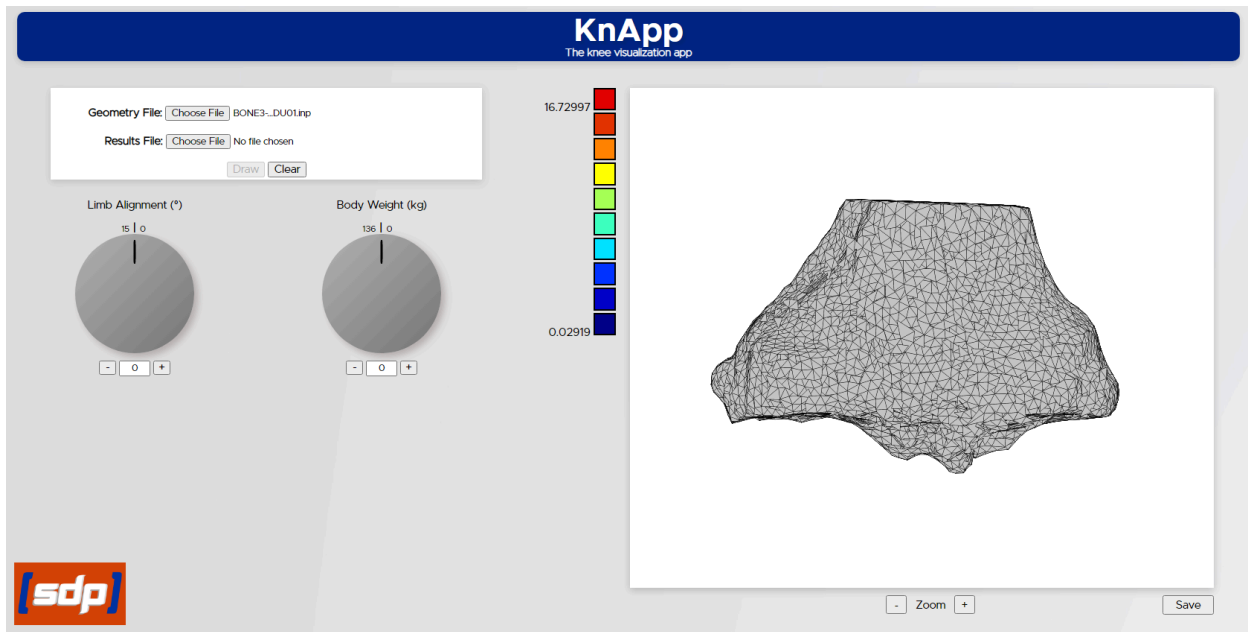 KnApp
The knee visualization app
Geometry File: Choose File BONE3-...DU01.inp
Results File: Choose File No file chosen
Draw Clear
Limb Alignment (°)
15 | 0
- 0 +
Body Weight (kg)
136 | 0
- 0 +
16.72997
0.02919
- Zoom +
Save
[sdp]